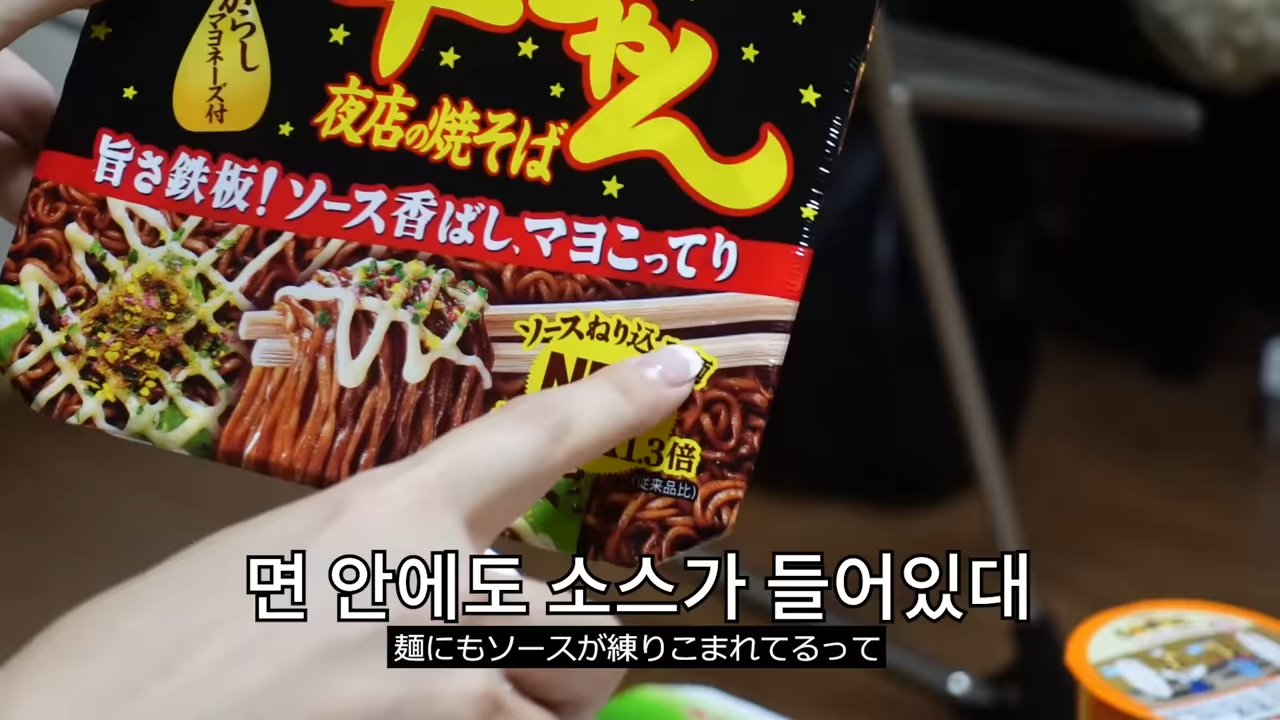 からし
マヨネーズ付
ちゃん
夜店の焼そば
旨さ鉄板!ソース香ばし、マヨこってり
ソースねり込
1.3倍
(従来品比)
면 안에도 소스가 들어있대
麺にもソースが練りこまれてるって